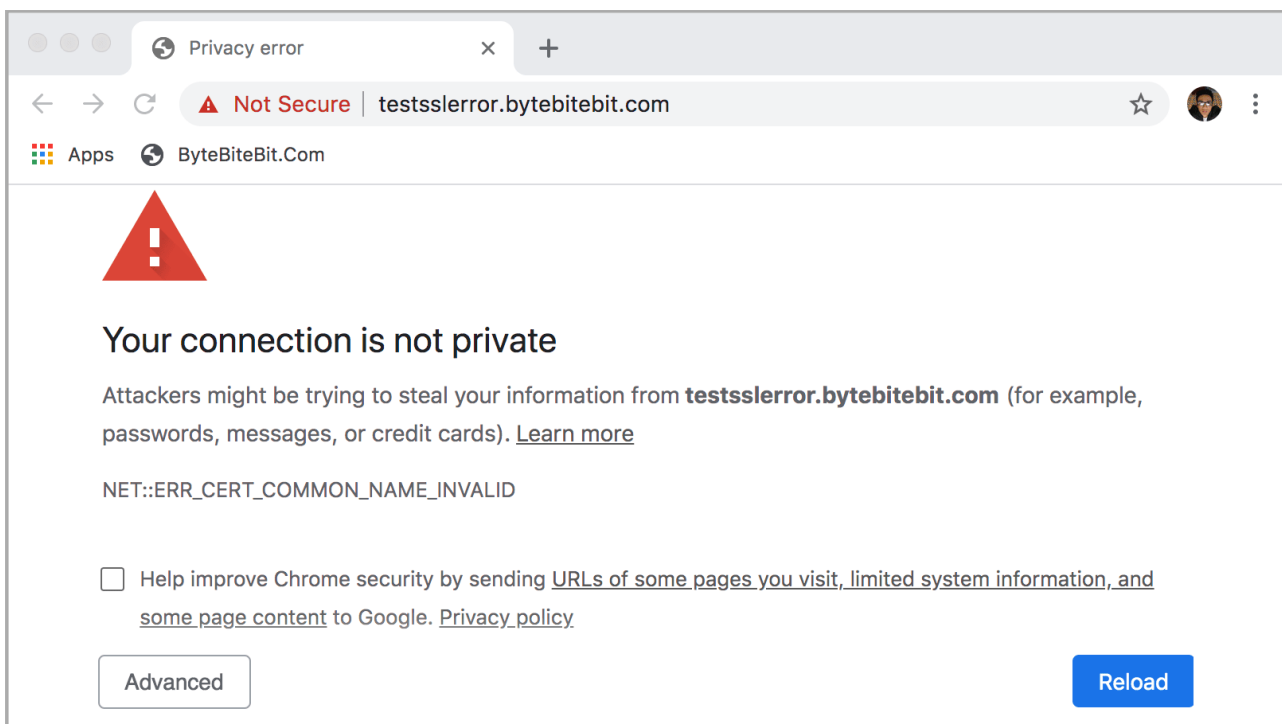 Privacy error
Not Secure testsslerror.bytebitebit.com
Apps ByteBiteBit.Com
Your connection is not private
Attackers might be trying to steal your information from testsslerror.bytebitebit.com (for example,
passwords, messages, or credit cards). Learn more
NET::ERR_CERT_COMMON_NAME_INVALID
Help improve Chrome security by sending URLs of some pages you visit, limited system information, and
some page content to Google. Privacy policy
Advanced Reload